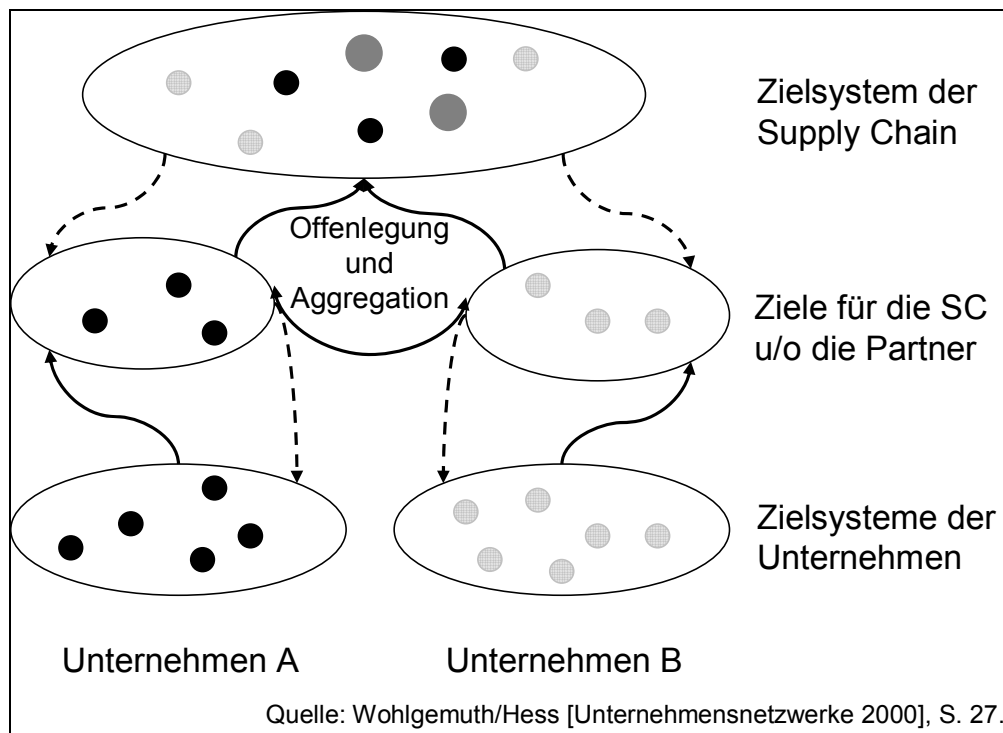 Zielsystem der
Supply Chain
Offenlegung
und
Aggregation
Ziele für die SC
u/o die Partner
Zielsysteme der
Unternehmen
Unternehmen A
Unternehmen B
Quelle: Wohlgemuth/Hess [Unternehmensnetzwerke 2000], S. 27.